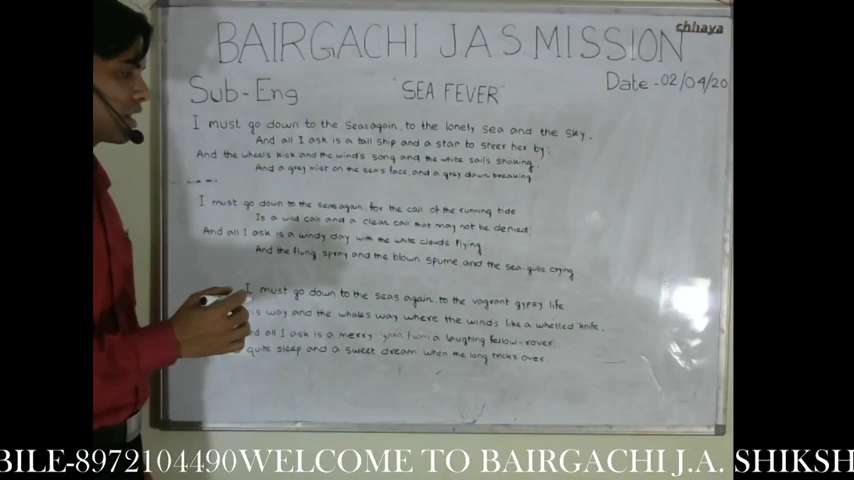 chhaya
BAIRGACHI J.A.S. MISSION
Sub-Eng "SEA FEVER" Date-02/04/20
I must go down to the seas again, to the lonely sea and the sky,
And all I ask is a tall ship and a star to steer her by;
And the wheel's kick and the wind's song and the white sails shaking,
And a grey mist on the sea's face, and a grey dawn breaking
I must go down to the seas again, for the call of the running tide
Is a wild call and a clear call that may not be denied;
And all I ask is a windy day with the white clouds flying,
And the flung spray and the blown spume and the sea-gulls crying
I must go down to the seas again to the vagrant gypsy life
way and the whales way where the wind's like a whetted knife,
all I ask is a merry yarn from a laughing fellow-rover
quite sleep and a sweet dream when the long tricks over
BILE-8972104490WELCOME TO BAIRGACHI J.A. SHIKSH